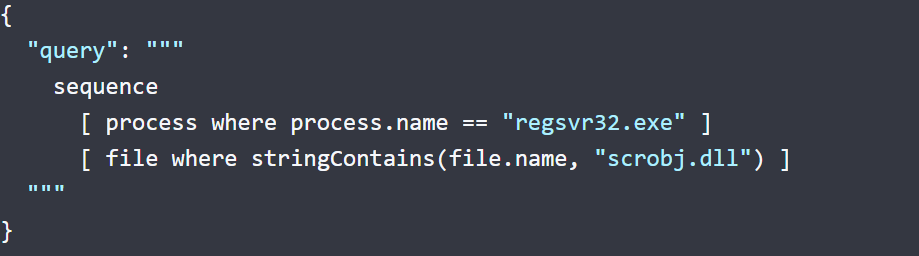 {
  "query": """
    sequence
      [ process where process.name == "regsvr32.exe" ]
      [ file where stringContains(file.name, "scrobj.dll") ]
  """
}